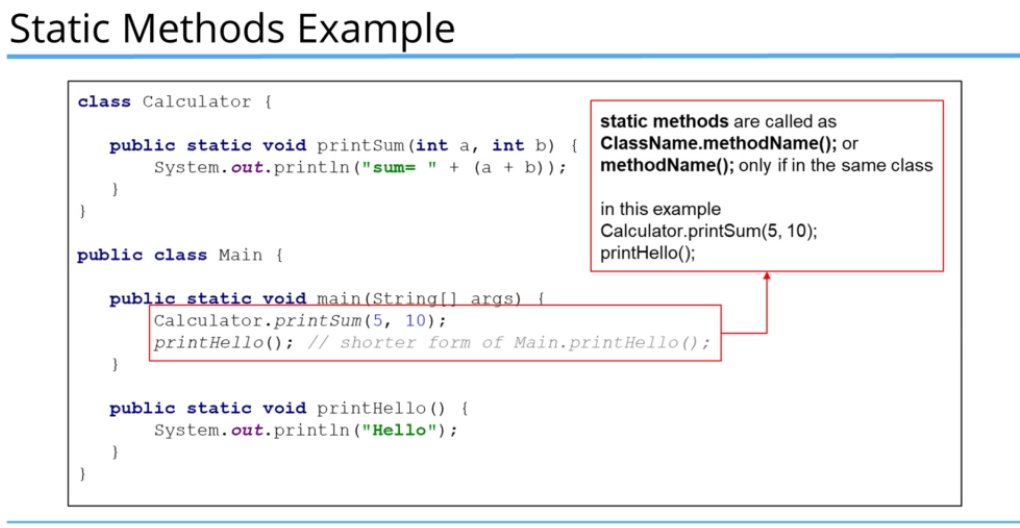 Static Methods Example
class Calculator {
public static void printSum(int a, int b) {
System.out.println("sum= " + (a + b));
}
}
public class Main {
public static void main(String[] args) {
Calculator.printSum(5, 10);
printHello(); // shorter form of Main.printHello();
}
public static void printHello() {
System.out.println("Hello");
}
}
static methods are called as
ClassName.methodName(); or
methodName(); only if in the same class
in this example
Calculator.printSum(5, 10);
printHello();